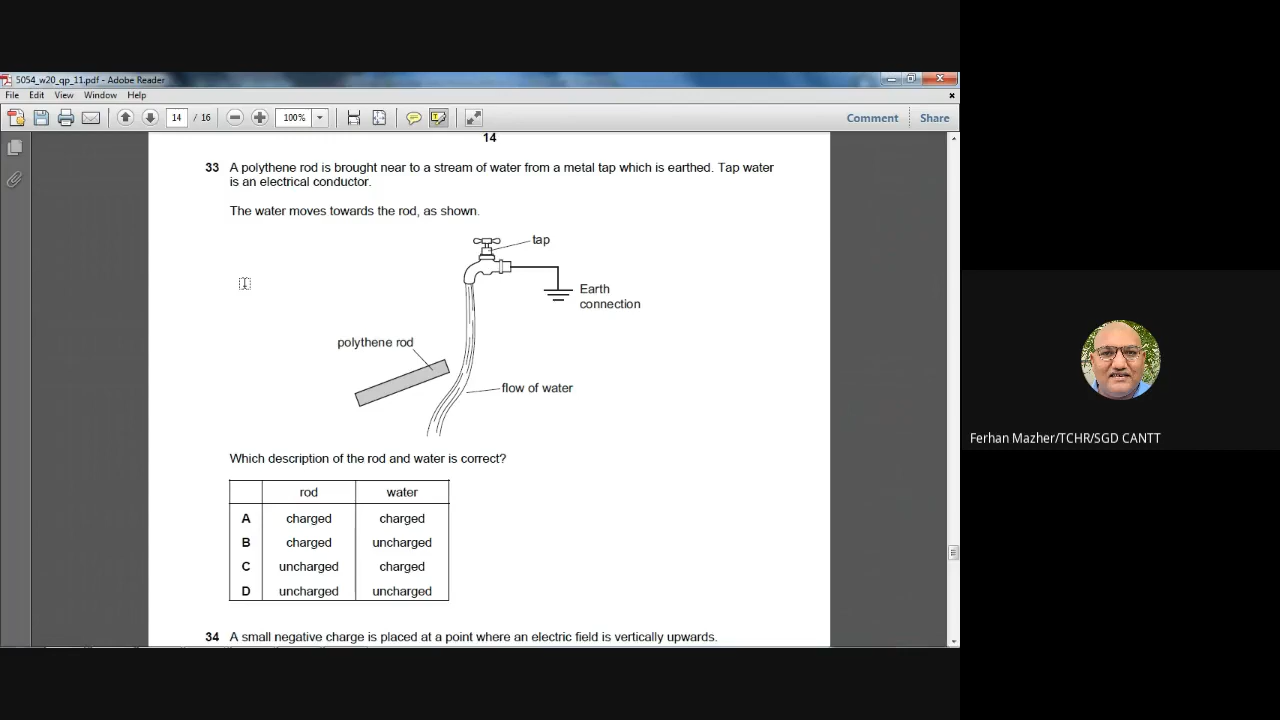 5054_w20_qp_11.pdf - Adobe Reader
File Edit View Window Help
14 / 16 100% Comment Share
14
33 A polythene rod is brought near to a stream of water from a metal tap which is earthed. Tap water
is an electrical conductor.
The water moves towards the rod, as shown.
tap
Earth
connection
polythene rod
flow of water
Which description of the rod and water is correct?
rod water
A charged charged
B charged uncharged
C uncharged charged
D uncharged uncharged
34 A small negative charge is placed at a point where an electric field is vertically upwards.
Ferhan Mazher/TCHR/SGD CANTT